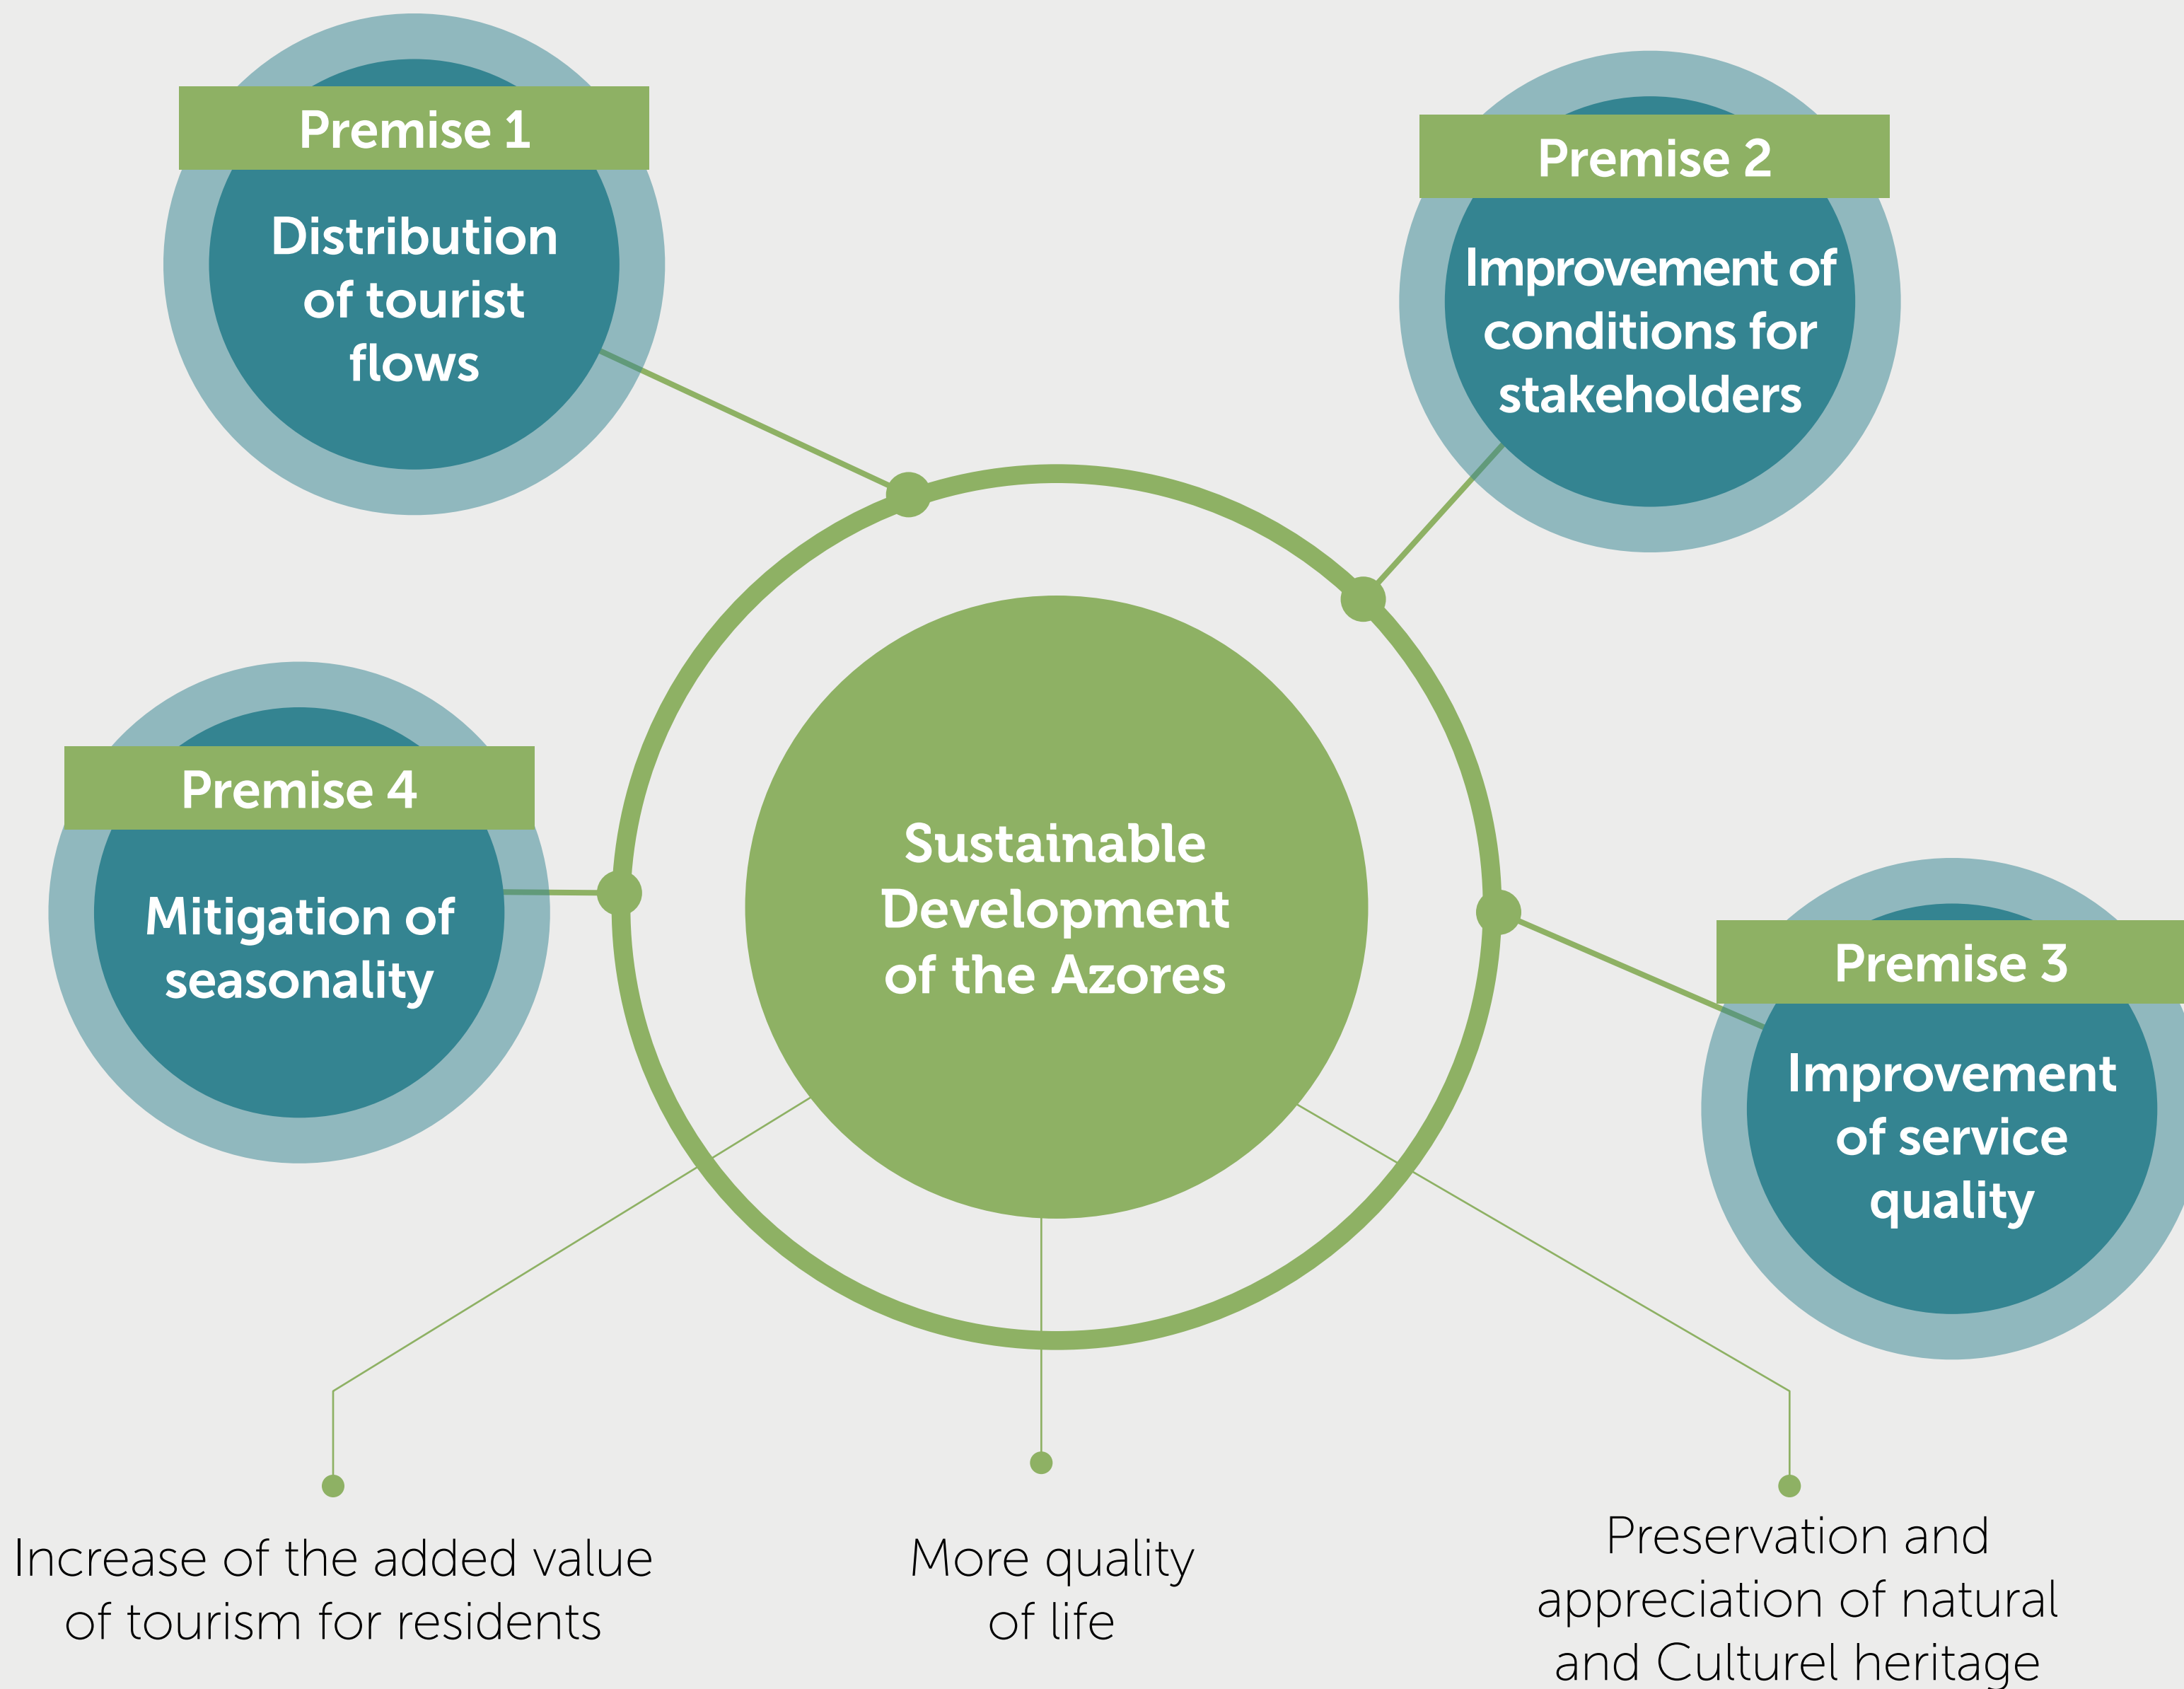 Premise 1
Distribution
of tourist
flows
Premise 2
Improvement of
conditions for
stakeholders
Premise 4
Mitigation of
seasonality
Sustainable
Development
of the Azores
Premise 3
Improvement
of service
quality
Increase of the added value
of tourism for residents
More quality
of life
Preservation and
appreciation of natural
and Culturel heritage